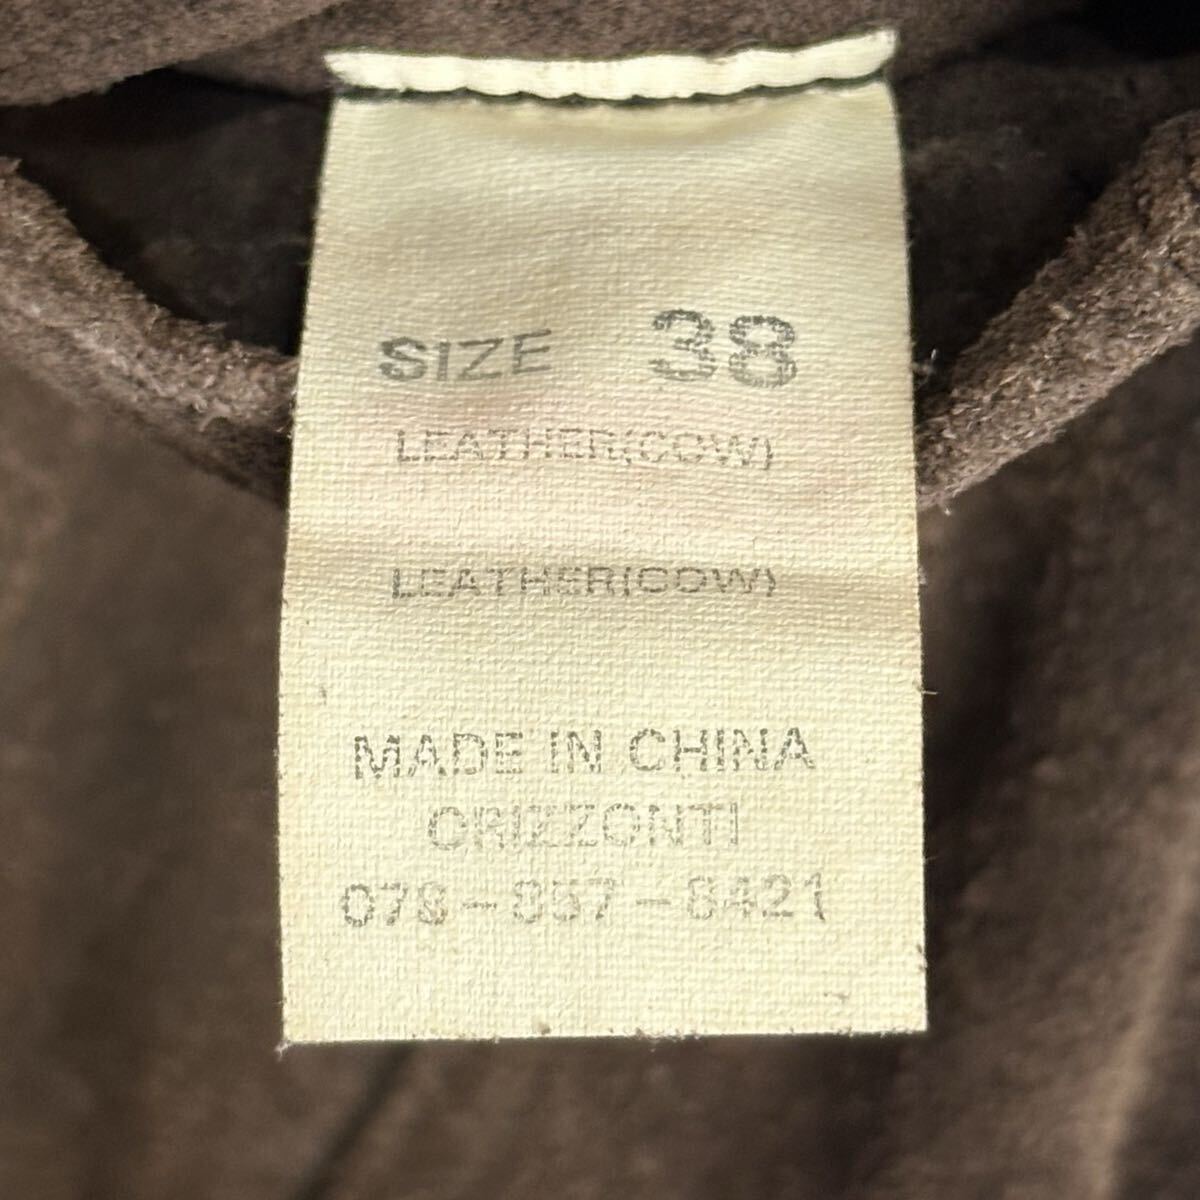 SIZE 38
LEATHER(COW)
LEATHER(COW)
MADE IN CHINA
ORIZZONTI
078-857-8421